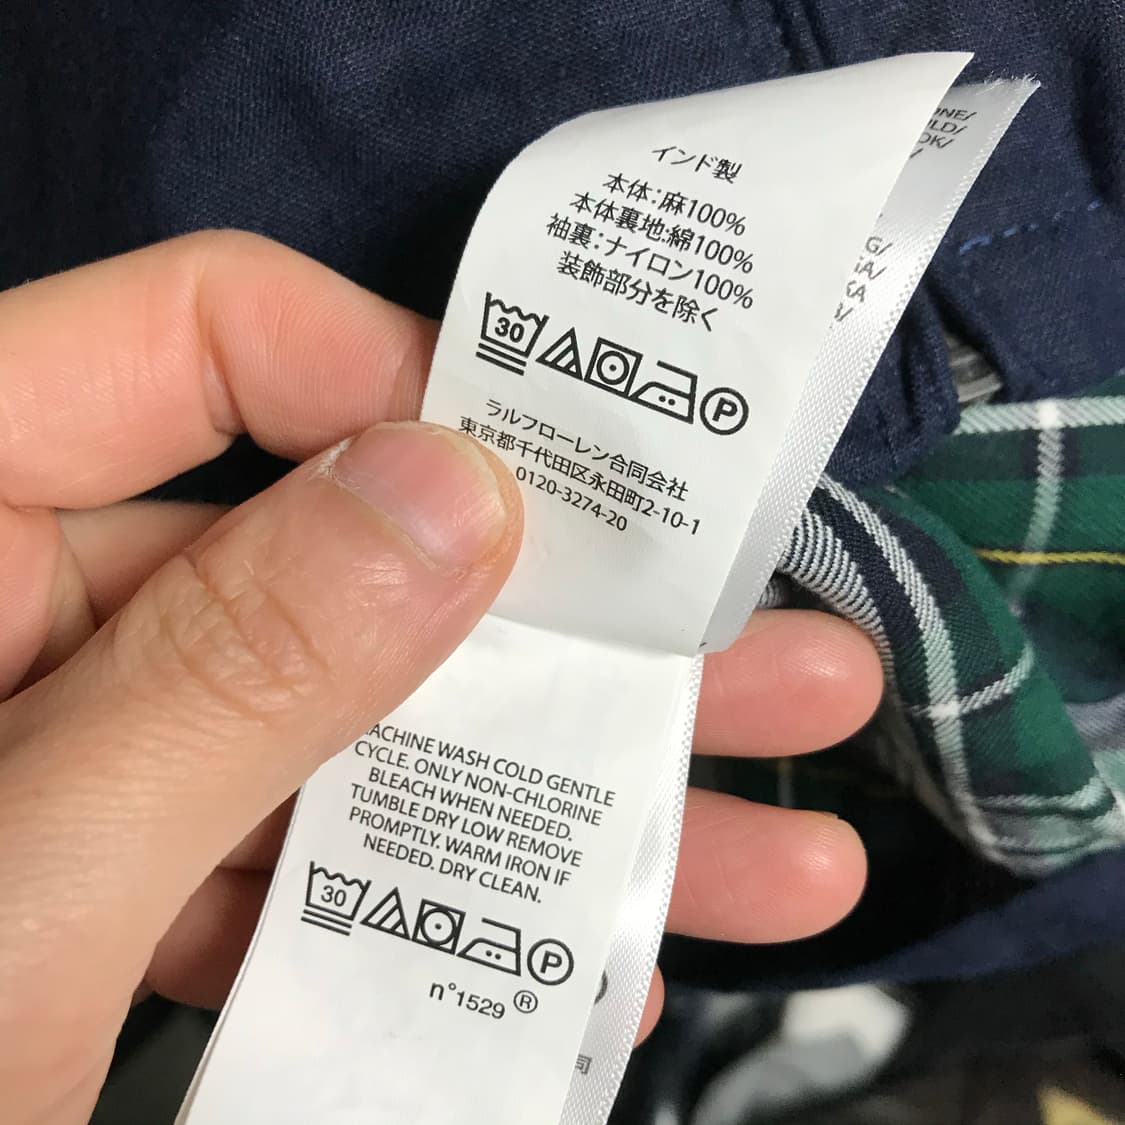 インド製
本体:麻100%
本体裏地:綿100%
袖裏:ナイロン100%
装飾部分を除く
30
P
ラルフローレン合同会社
東京都千代田区永田町2-10-1
0120-3274-20
MACHINE WASH COLD GENTLE
CYCLE. ONLY NON-CHLORINE
BLEACH WHEN NEEDED.
TUMBLE DRY LOW REMOVE
PROMPTLY. WARM IRON IF
NEEDED. DRY CLEAN.
30
P
n°1529 ®